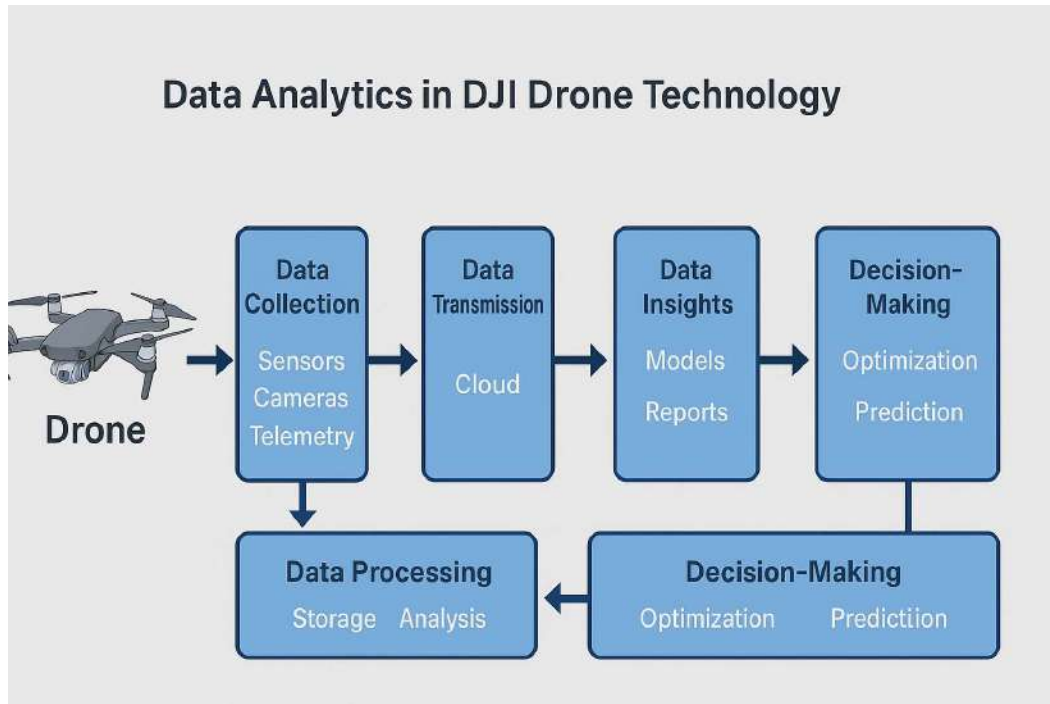 Data Analytics in DJI Drone Technology
Drone
Data
Collection
Sensors
Cameras
Telemetry
Data
Transmission
Cloud
Data
Insights
Models
Reports
Decision-
Making
Optimization
Prediction
Data Processing
Storage Analysis
Decision-Making
Optimization Predictiion